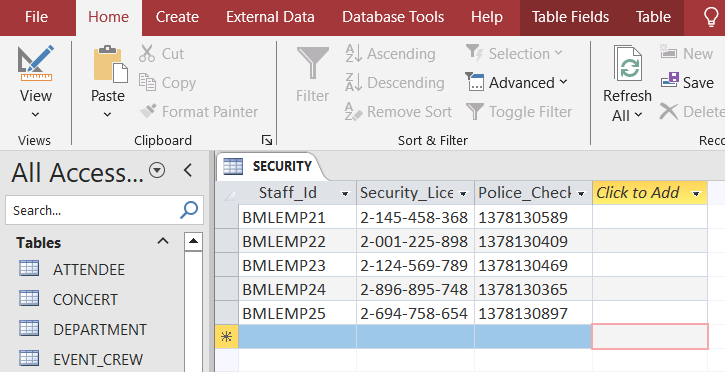 File Home Create External Data Database Tools Help Table Fields Table
View
Views
Paste
Cut
Copy
Format Painter
Clipboard
Filter
Ascending
Descending
Remove Sort
Selection
Advanced
Toggle Filter
Sort & Filter
Refresh
All
New
Save
Delete
Reco
All Access...
Search...
Tables
ATTENDEE
CONCERT
DEPARTMENT
EVENT_CREW
SECURITY
Staff_Id Security_Lice Police_Check Click to Add
BMLEMP21 2-145-458-368 1378130589
BMLEMP22 2-001-225-898 1378130409
BMLEMP23 2-124-569-789 1378130469
BMLEMP24 2-896-895-748 1378130365
BMLEMP25 2-694-758-654 1378130897